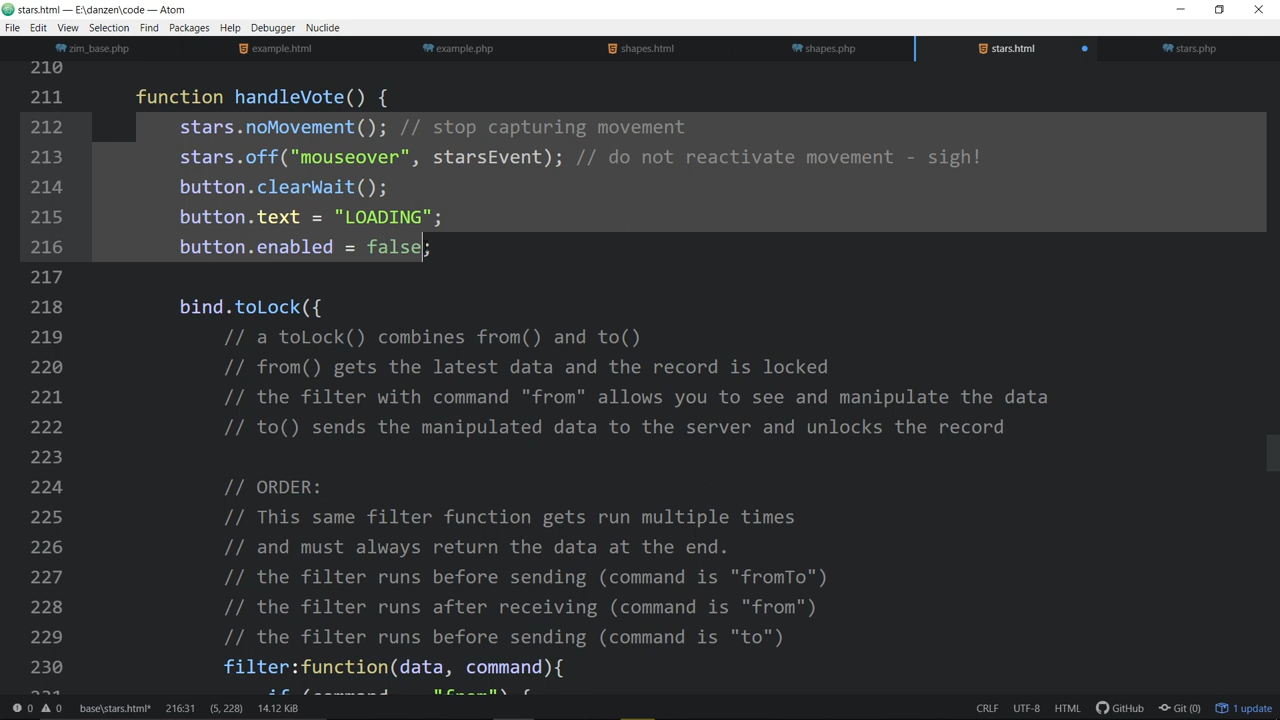 stars.html — E:\danzen\code — Atom
File Edit View Selection Find Packages Help Debugger Nuclide
zim_base.php example.html example.php shapes.html shapes.php stars.html stars.php
210
211 function handleVote() {
212 stars.noMovement(); // stop capturing movement
213 stars.off("mouseover", starsEvent); // do not reactivate movement - sigh!
214 button.clearWait();
215 button.text = "LOADING";
216 button.enabled = false;
217
218 bind.toLock({
219 // a toLock() combines from() and to()
220 // from() gets the latest data and the record is locked
221 // the filter with command "from" allows you to see and manipulate the data
222 // to() sends the manipulated data to the server and unlocks the record
223
224 // ORDER:
225 // This same filter function gets run multiple times
226 // and must always return the data at the end.
227 // the filter runs before sending (command is "fromTo")
228 // the filter runs after receiving (command is "from")
229 // the filter runs before sending (command is "to")
230 filter:function(data, command){
0 0 base\stars.html* 216:31 (5, 228) 14.12 KiB CRLF UTF-8 HTML GitHub Git (0) 1 update